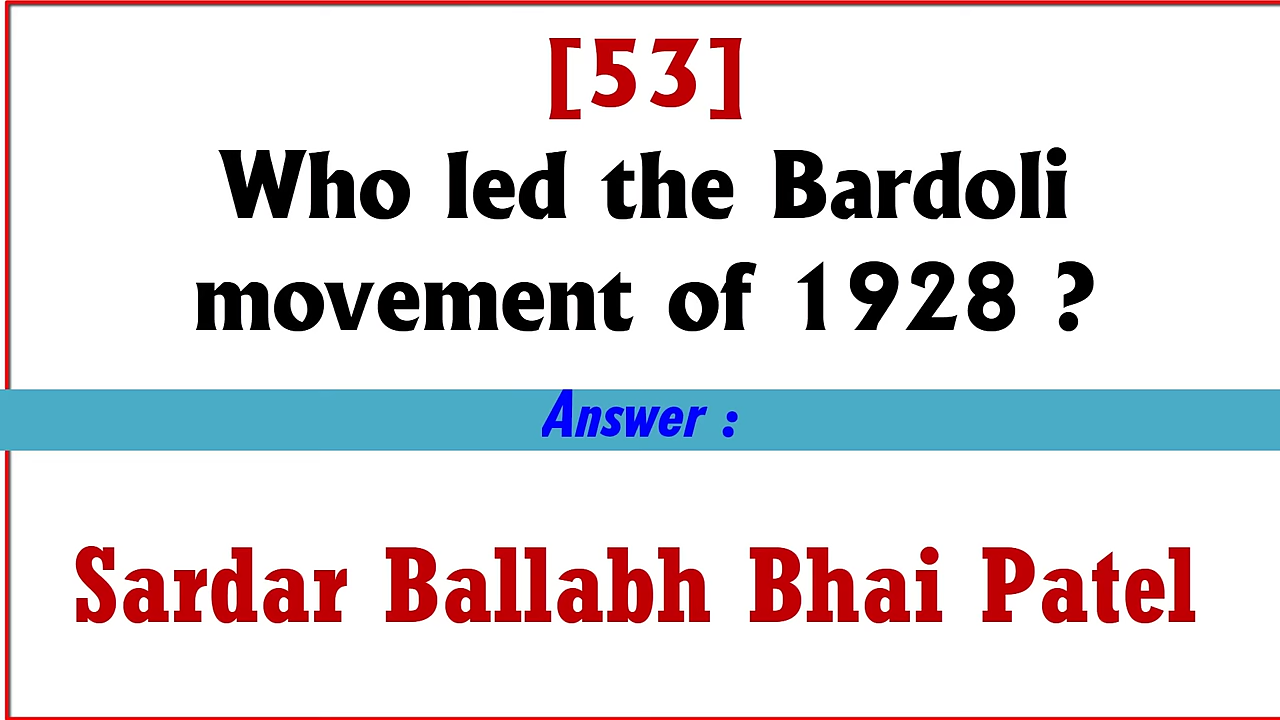 [53]
Who led the Bardoli
movement of 1928 ?
Answer :
Sardar Ballabh Bhai Patel